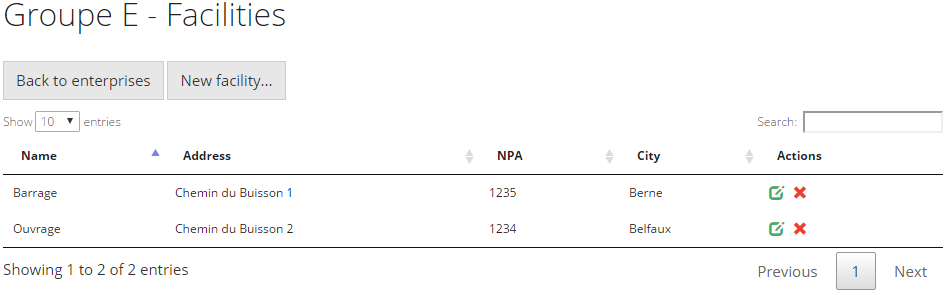 Groupe E - Facilities
Back to enterprises New facility...
Show 10 entries Search:
Name Address NPA City Actions
Barrage Chemin du Buisson 1 1235 Berne
Ouvrage Chemin du Buisson 2 1234 Belfaux
Showing 1 to 2 of 2 entries Previous 1 Next